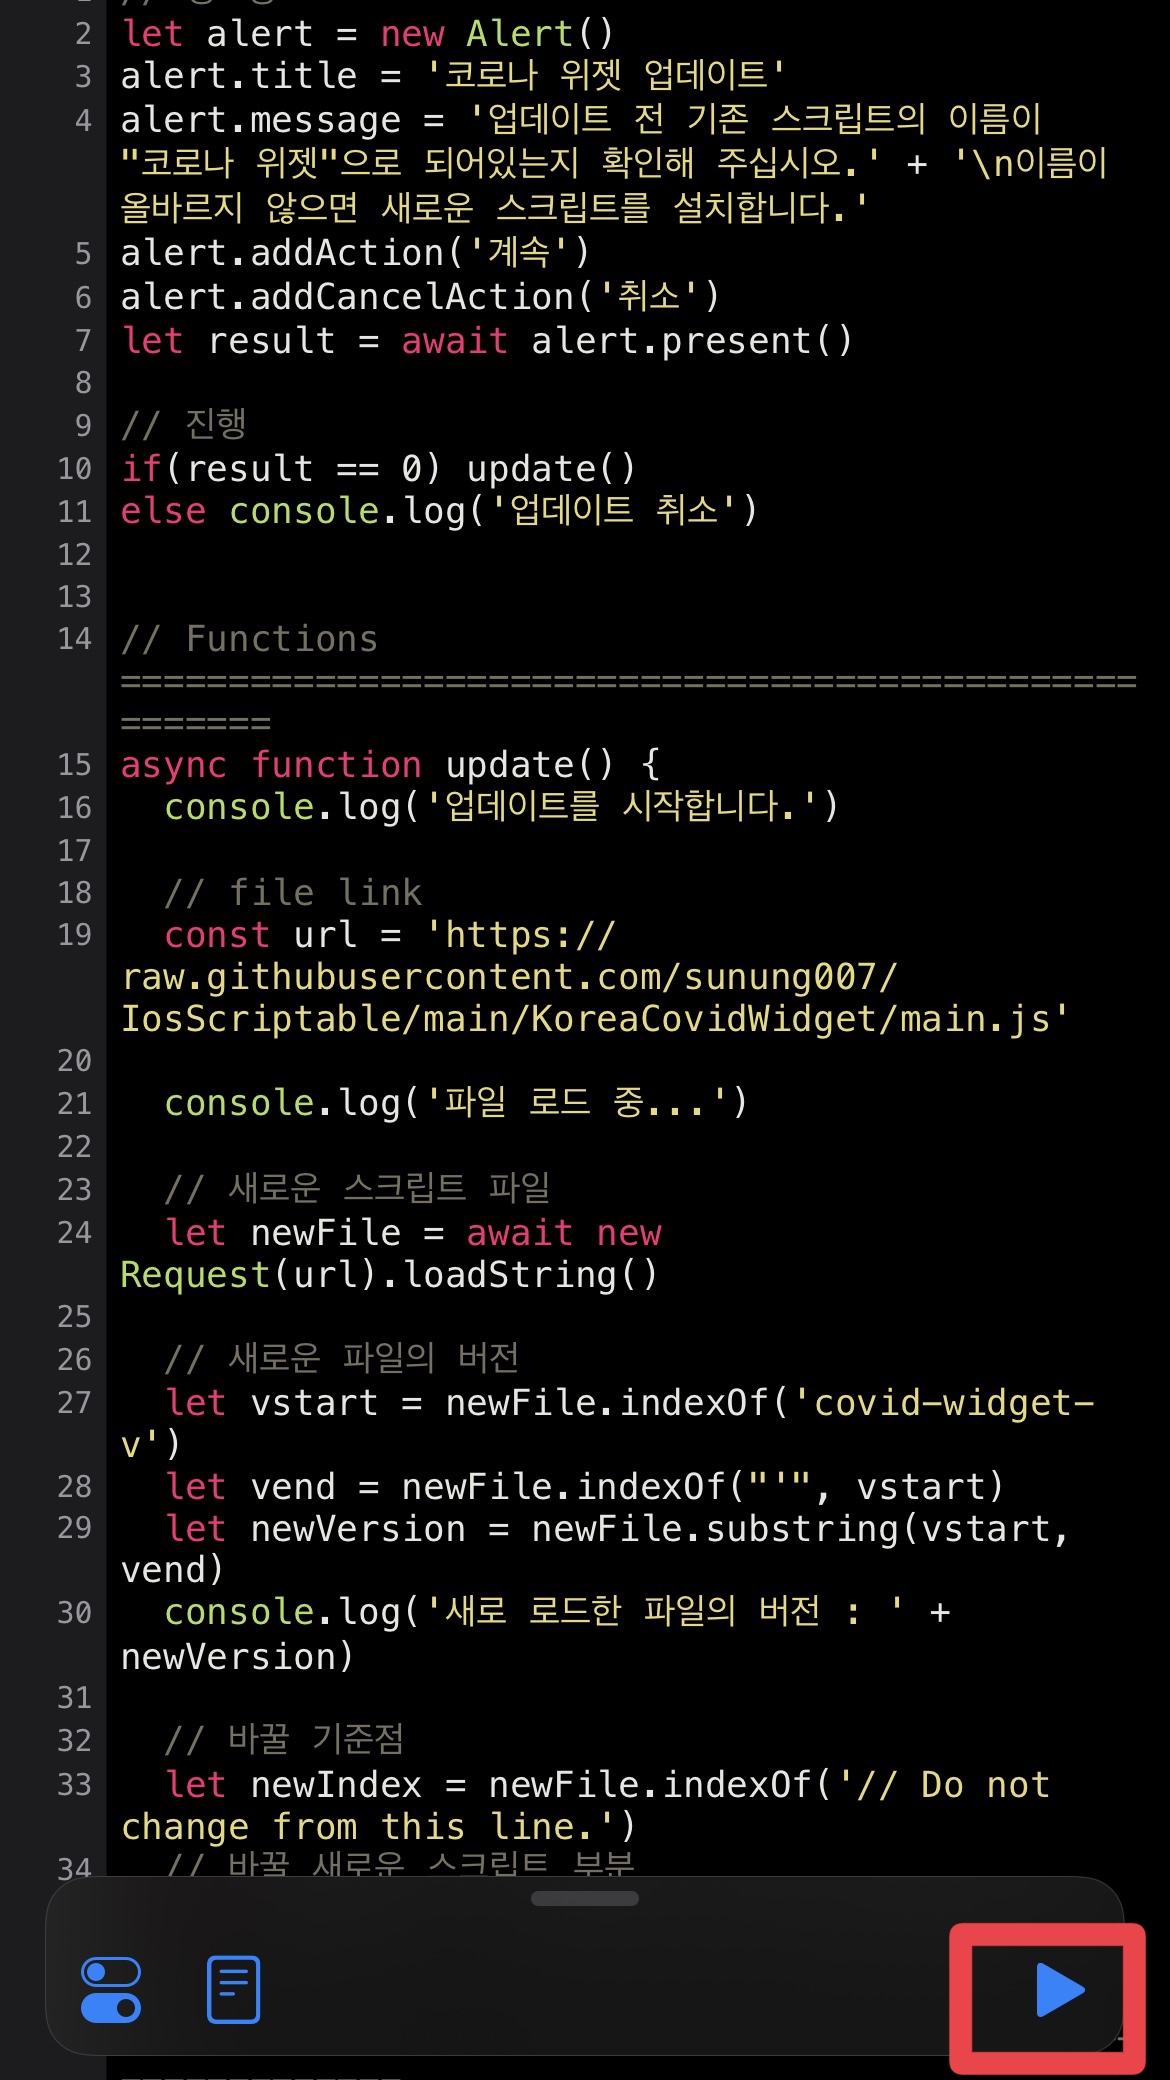 2 let alert = new Alert()
3 alert.title = '코로나 위젯 업데이트'
4 alert.message = '업데이트 전 기존 스크립트의 이름이
"코로나 위젯"으로 되어있는지 확인해 주십시오.' + '\n이름이
올바르지 않으면 새로운 스크립트를 설치합니다.'
5 alert.addAction('계속')
6 alert.addCancelAction('취소')
7 let result = await alert.present()
8
9 // 진행
10 if(result == 0) update()
11 else console.log('업데이트 취소')
12
13
14 // Functions
===============================================
=======
15 async function update() {
16   console.log('업데이트를 시작합니다.')
17
18   // file link
19   const url = 'https://
raw.githubusercontent.com/sunung007/
IosScriptable/main/KoreaCovidWidget/main.js'
20
21   console.log('파일 로드 중...')
22
23   // 새로운 스크립트 파일
24   let newFile = await new
Request(url).loadString()
25
26   // 새로운 파일의 버전
27   let vstart = newFile.indexOf('covid-widget-
v')
28   let vend = newFile.indexOf("'", vstart)
29   let newVersion = newFile.substring(vstart,
vend)
30   console.log('새로 로드한 파일의 버전 : ' +
newVersion)
31
32   // 바꿀 기준점
33   let newIndex = newFile.indexOf('// Do not
change from this line.')
34   // 바꿀 새로운 스크립트 부분